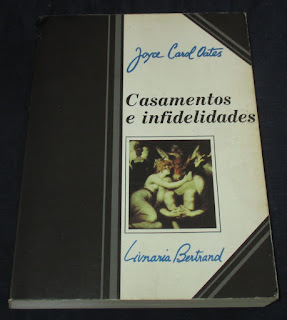 Joyce Carol Oates
Casamentos
e infidelidades
Livraria Bertrand